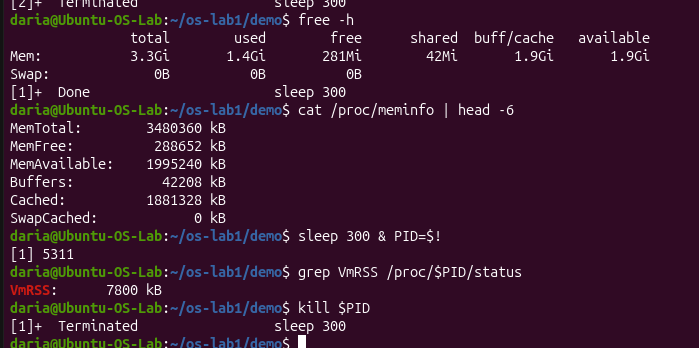 [2]+  Terminated              sleep 300
daria@Ubuntu-OS-Lab:~/os-lab1/demo$ free -h
               total        used        free      shared  buff/cache   available
Mem:           3.3Gi       1.4Gi       281Mi        42Mi       1.9Gi       1.9Gi
Swap:             0B          0B          0B
[1]+  Done                    sleep 300
daria@Ubuntu-OS-Lab:~/os-lab1/demo$ cat /proc/meminfo | head -6
MemTotal:        3480360 kB
MemFree:          288652 kB
MemAvailable:    1995240 kB
Buffers:           42208 kB
Cached:          1881328 kB
SwapCached:            0 kB
daria@Ubuntu-OS-Lab:~/os-lab1/demo$ sleep 300 & PID=$!
[1] 5311
daria@Ubuntu-OS-Lab:~/os-lab1/demo$ grep VmRSS /proc/$PID/status
VmRSS:      7800 kB
daria@Ubuntu-OS-Lab:~/os-lab1/demo$ kill $PID
[1]+  Terminated              sleep 300
daria@Ubuntu-OS-Lab:~/os-lab1/demo$